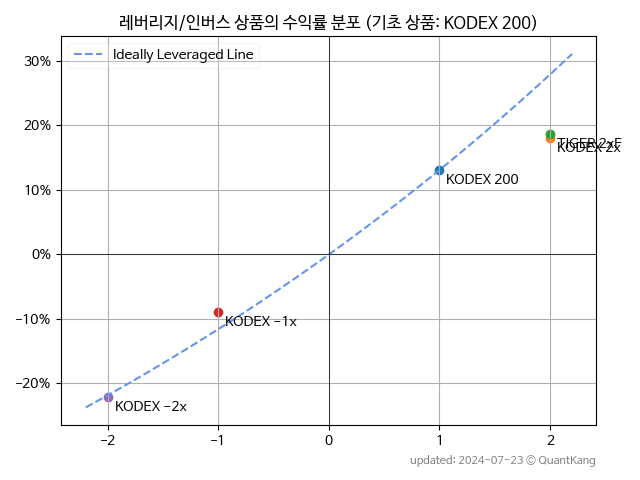 레버리지/인버스 상품의 수익률 분포 (기초 상품: KODEX 200)
Ideally Leveraged Line
30%
20%
10%
0%
−10%
−20%
TIGER 2xF
KODEX 2x
KODEX 200
KODEX −1x
KODEX −2x
−2
−1
0
1
2
updated: 2024-07-23 © QuantKang